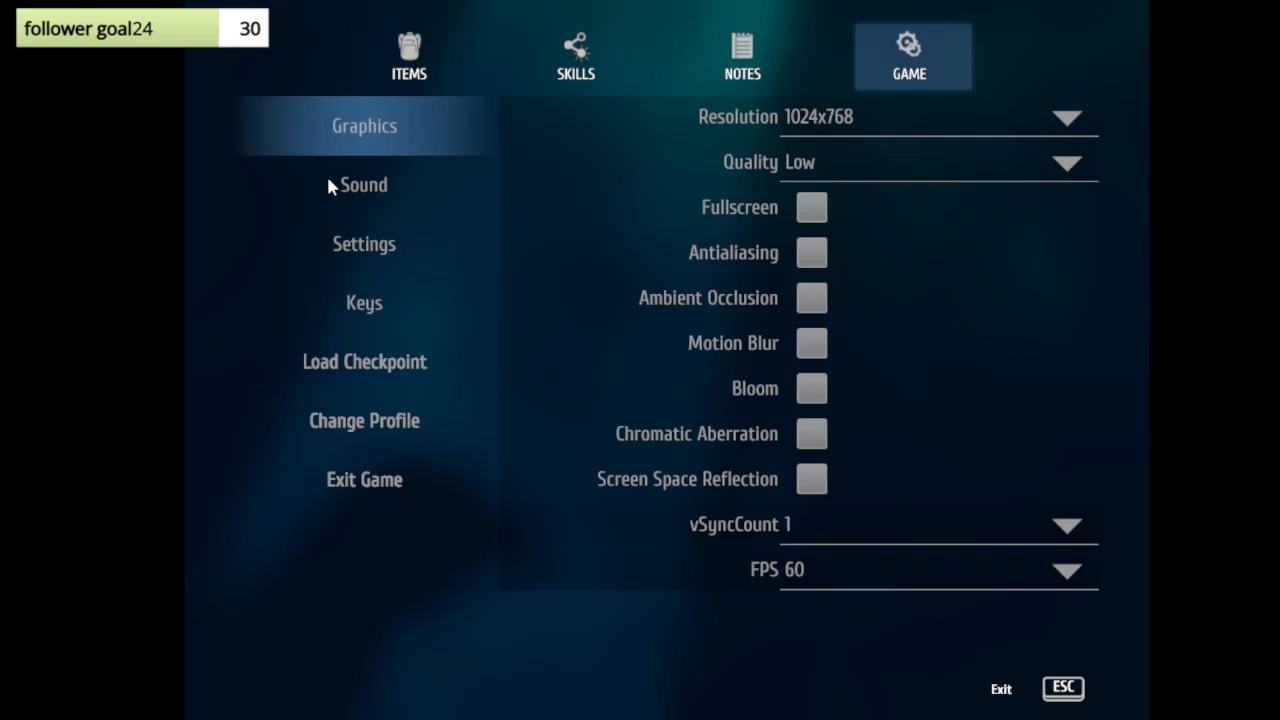 follower goal24 30
ITEMS
SKILLS
NOTES
GAME
Graphics
Sound
Settings
Keys
Load Checkpoint
Change Profile
Exit Game
Resolution 1024x768
Quality Low
Fullscreen
Antialiasing
Ambient Occlusion
Motion Blur
Bloom
Chromatic Aberration
Screen Space Reflection
vSyncCount 1
FPS 60
Exit ESC